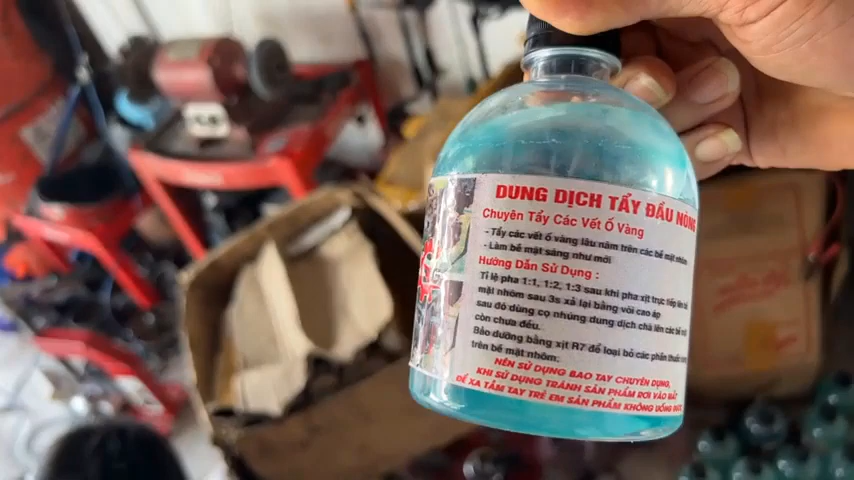 DUNG DỊCH TẨY ĐẦU NÒNG
Chuyên Tẩy Các Vết Ố Vàng
- Tẩy các vết ố vàng lâu năm trên các bề mặt nhôm
- Làm bề mặt sáng như mới
Hướng Dẫn Sử Dụng :
Tỉ lệ pha 1:1, 1:2, 1:3 sau khi pha xịt trực tiếp lên bề
mặt nhôm sau 3s xả lại bằng vòi cao áp
sau đó dùng cọ nhúng dung dịch chà lên các bề mặt
còn chưa đều.
Bảo dưỡng bằng xịt R7 để loại bỏ các phần thuốc
trên bề mặt nhôm.
NÊN SỬ DỤNG BAO TAY CHUYÊN DỤNG,
KHI SỬ DỤNG TRÁNH SẢN PHẨM RƠI VÀO MẮT
ĐỂ XA TẦM TAY TRẺ EM SẢN PHẨM KHÔNG UỐNG ĐƯỢC